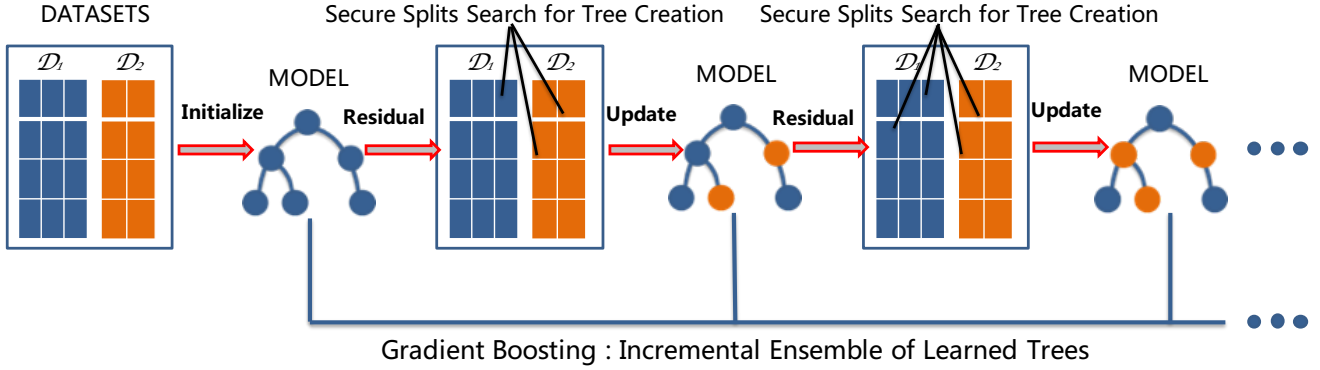 DATASETS
Secure Splits Search for Tree Creation
Secure Splits Search for Tree Creation
𝒟₁ 𝒟₂
MODEL
𝒟₁ 𝒟₂
MODEL
𝒟₁ 𝒟₂
MODEL
Initialize
Residual
Update
Residual
Update
Gradient Boosting : Incremental Ensemble of Learned Trees